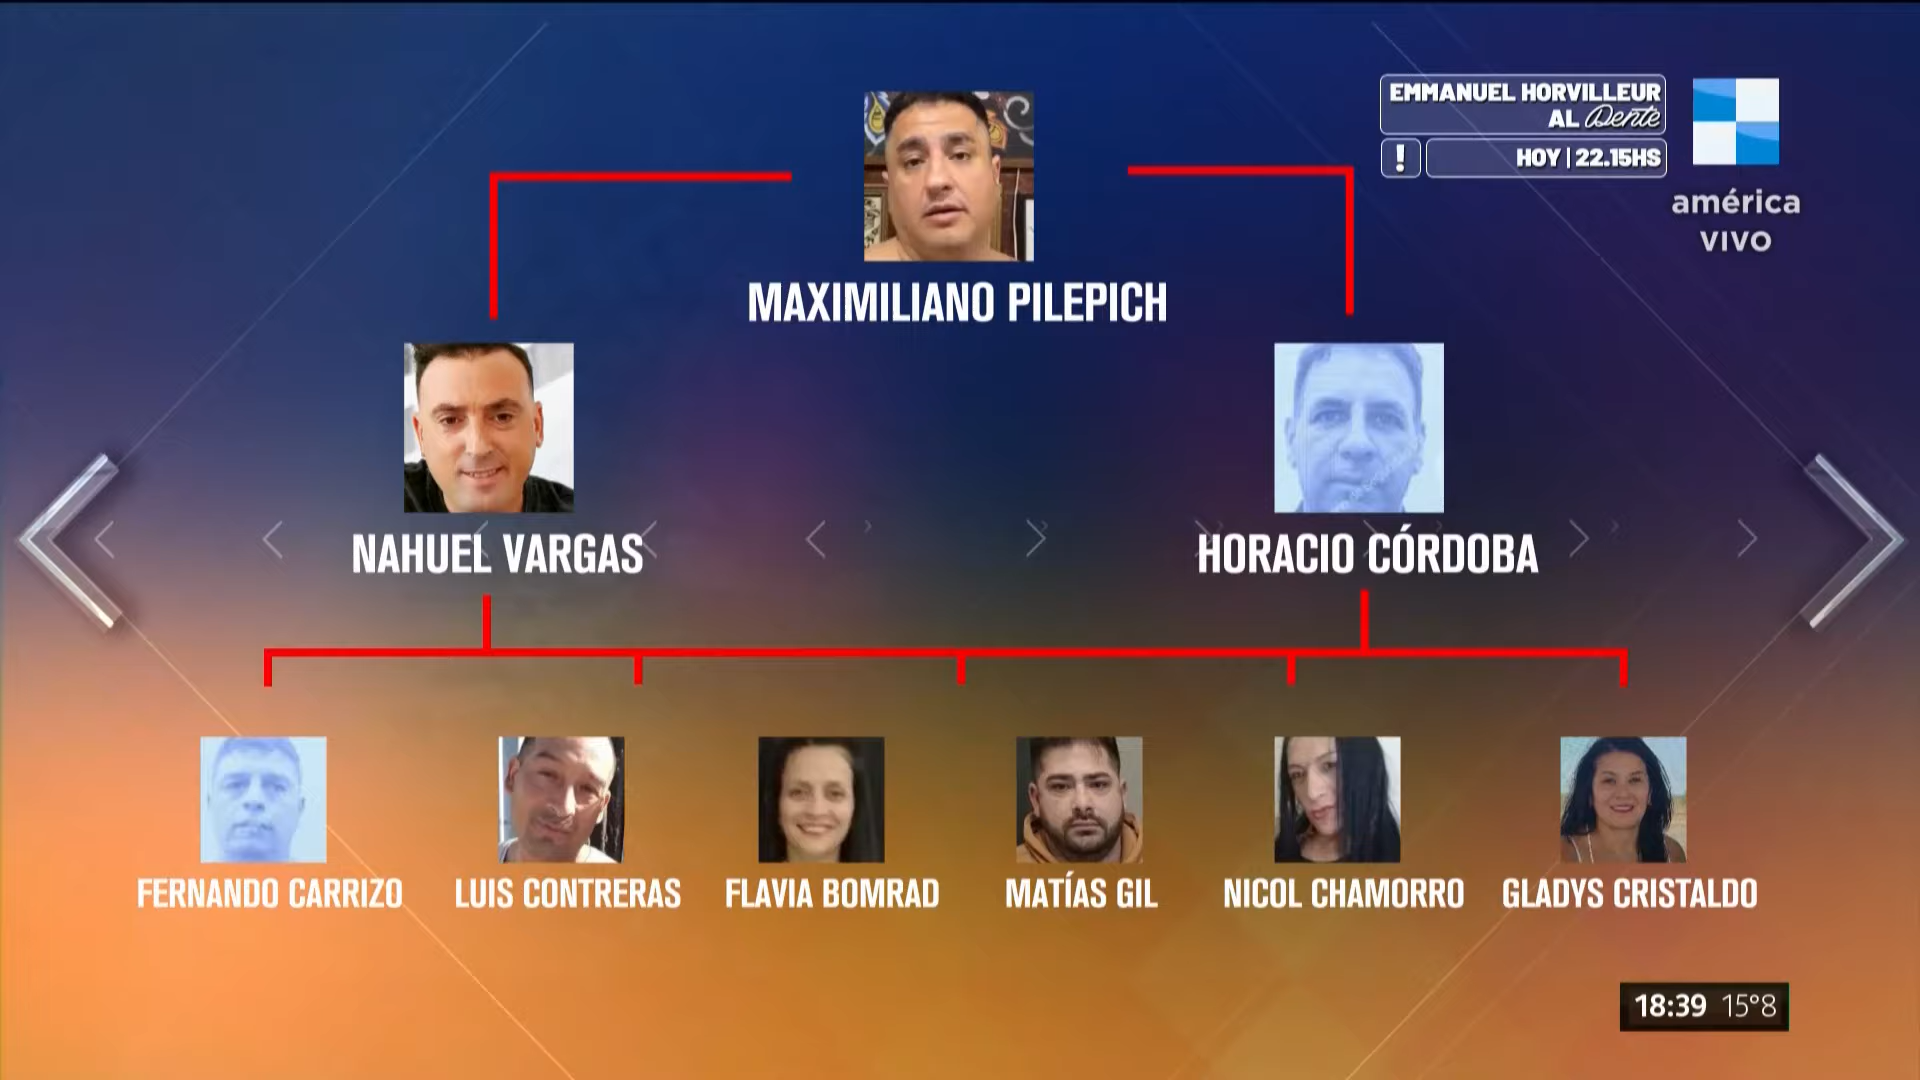 EMMANUEL HORVILLEUR
AL Dente
! HOY | 22.15HS
américa
VIVO
MAXIMILIANO PILEPICH
NAHUEL VARGAS
HORACIO CÓRDOBA
FERNANDO CARRIZO
LUIS CONTRERAS
FLAVIA BOMRAD
MATÍAS GIL
NICOL CHAMORRO
GLADYS CRISTALDO
18:39 15°8